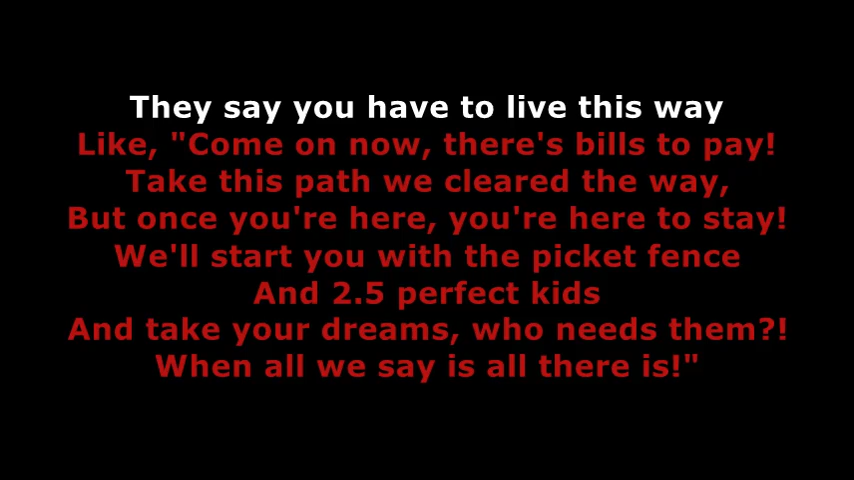 They say you have to live this way
Like, "Come on now, there's bills to pay!
Take this path we cleared the way,
But once you're here, you're here to stay!
We'll start you with the picket fence
And 2.5 perfect kids
And take your dreams, who needs them?!
When all we say is all there is!"